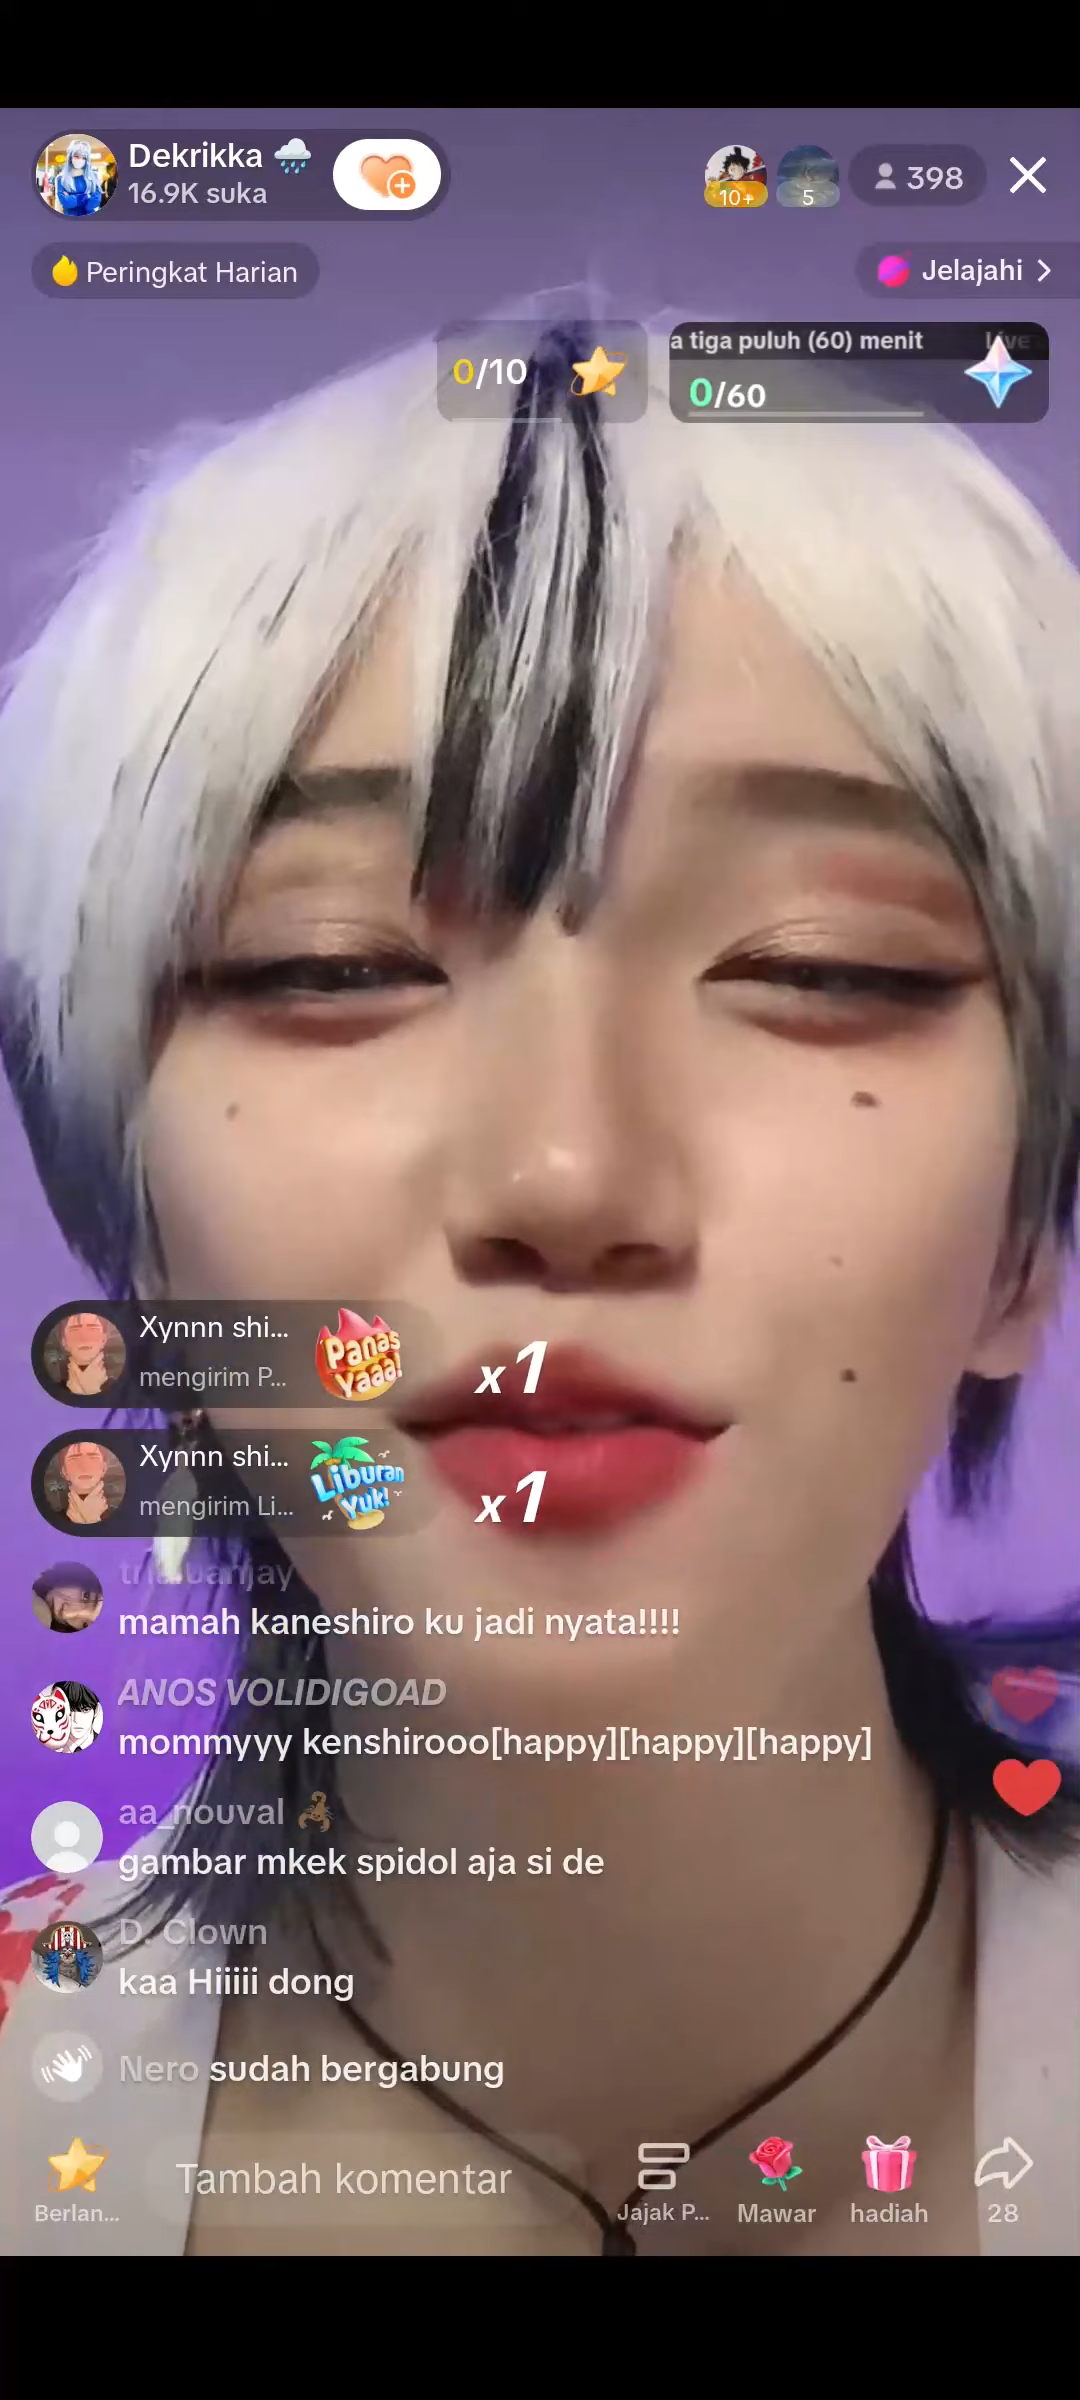 Dekrikka
16.9K suka
10+
5
398
Peringkat Harian
Jelajahi
0/10
a tiga puluh (60) menit
Live
0/60
Xynnn shi...
mengirim P...
Panas Yaaa!
x1
Xynnn shi...
mengirim Li...
Liburan Yuk!
x1
mamah kaneshiro ku jadi nyata!!!!
ANOS VOLIDIGOAD
mommyyy kenshirooo[happy][happy][happy]
aa_nouval
gambar mkek spidol aja si de
D. Clown
kaa Hiiiii dong
Nero sudah bergabung
Berlan...
Tambah komentar
Jajak P...
Mawar
hadiah
28